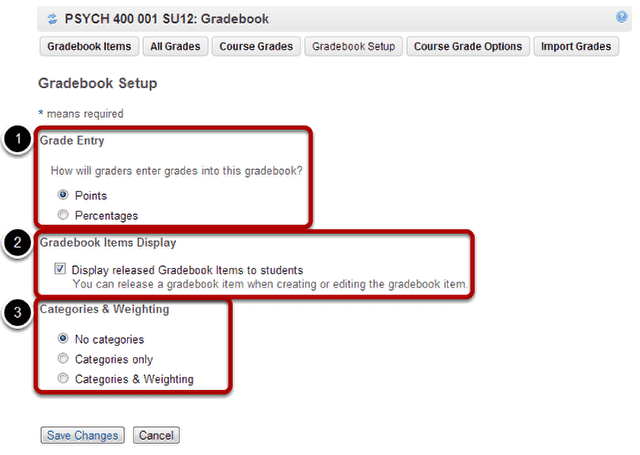 PSYCH 400 001 SU12: Gradebook
Gradebook Items All Grades Course Grades Gradebook Setup Course Grade Options Import Grades
Gradebook Setup
* means required
1
Grade Entry
How will graders enter grades into this gradebook?
Points
Percentages
2
Gradebook Items Display
Display released Gradebook Items to students
You can release a gradebook item when creating or editing the gradebook item.
3
Categories & Weighting
No categories
Categories only
Categories & Weighting
Save Changes Cancel